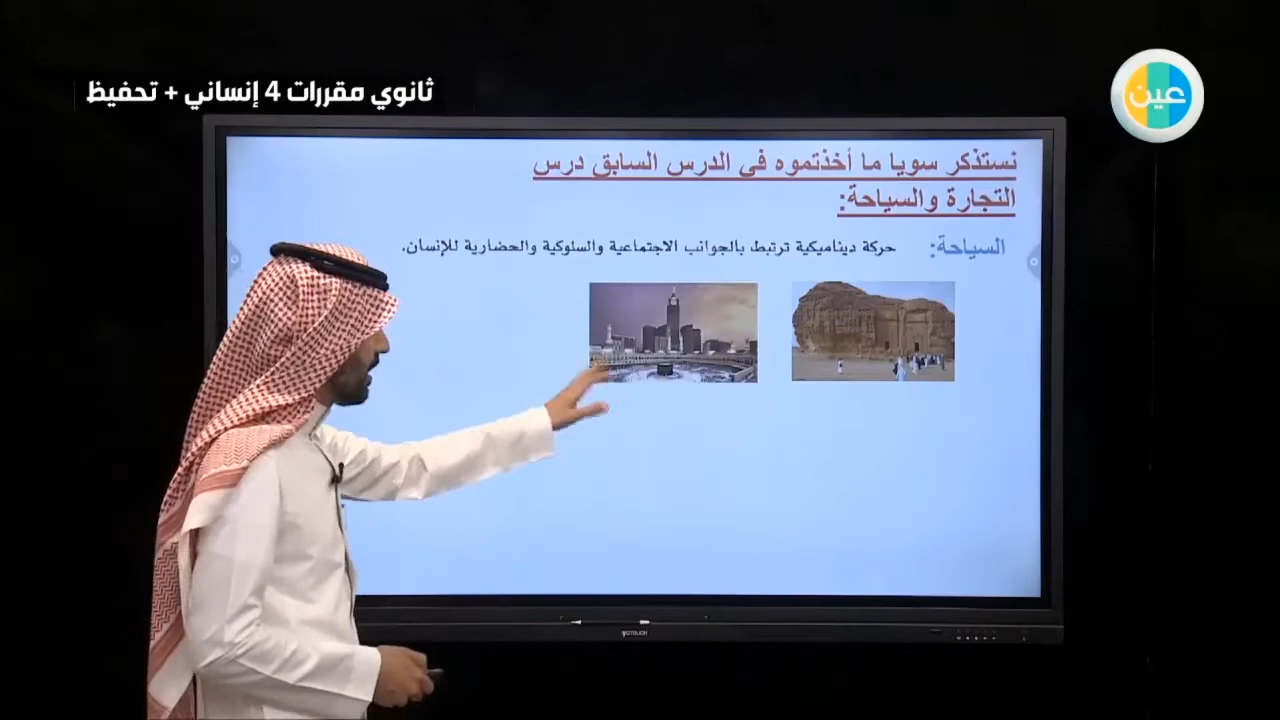 ثانوي مقررات 4 إنساني + تحفيظ
عين
نستذكر سويا ما أخذتموه في الدرس السابق درس
التجارة والسياحة:
السياحة: حركة ديناميكية ترتبط بالجوانب الاجتماعية والسلوكية والحضارية للإنسان.